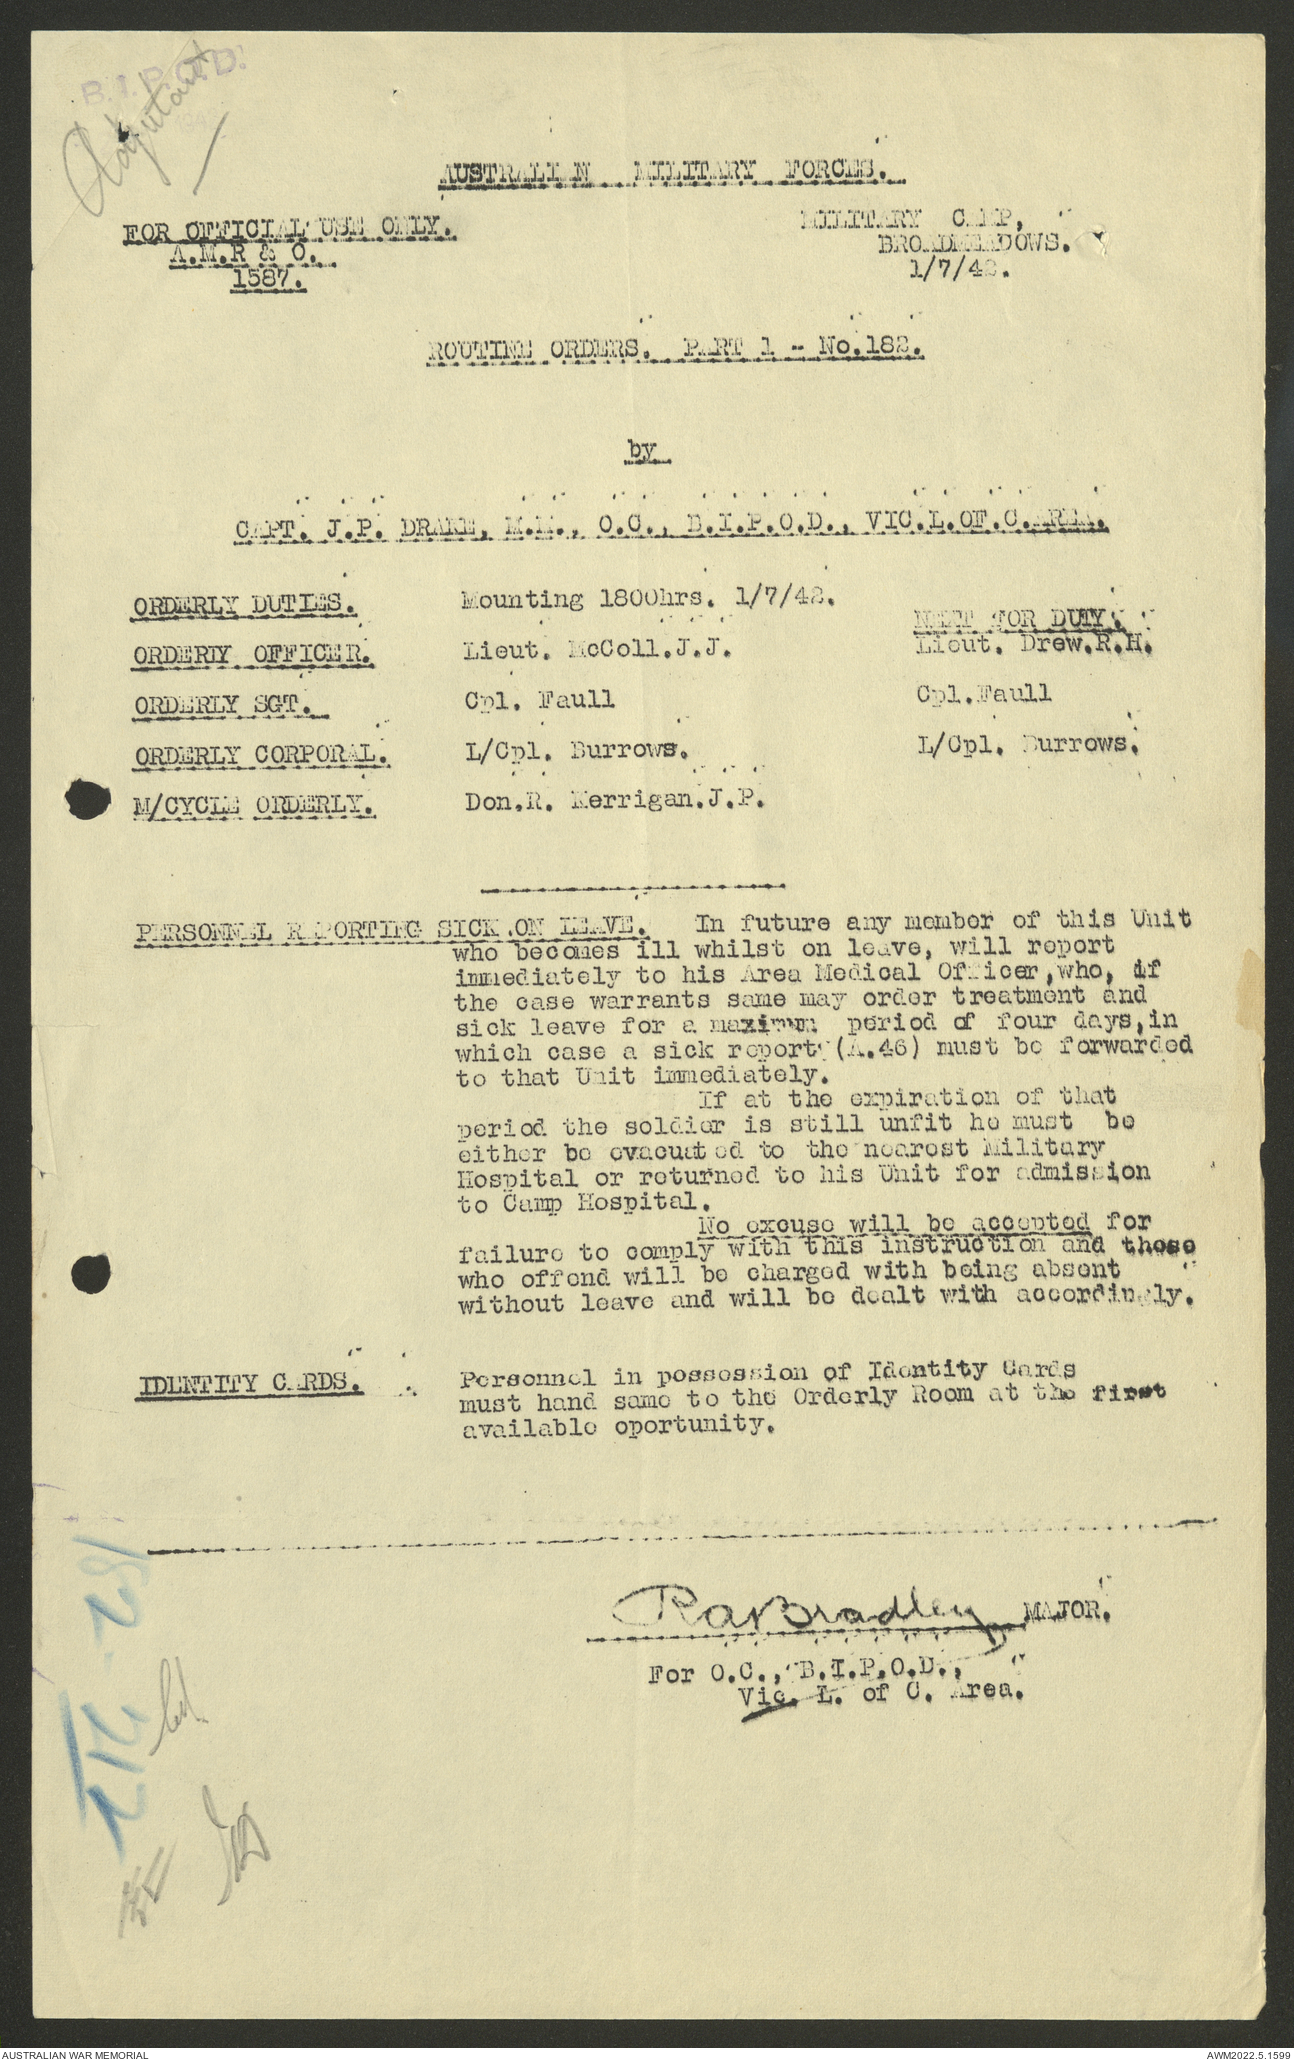 B.I.P.O.D.
Adjutant
AUSTRALIAN MILITARY FORCES.
FOR OFFICIAL USE ONLY.
A.M.R & O.
1587.
MILITARY CAMP,
BROADMEADOWS.
1/7/42.
ROUTINE ORDERS. PART 1 - No.182.
by
CAPT. J.P. DRAKE, M.M., O.C., B.I.P.O.D., VIC.L.OF.C.AREA.
ORDERLY DUTIES. Mounting 1800hrs. 1/7/42.
NEXT FOR DUTY.
ORDERLY OFFICER. Lieut. McColl.J.J. Lieut. Drew.R.H.
ORDERLY SGT. Cpl. Faull Cpl.Faull
ORDERLY CORPORAL. L/Cpl. Burrows. L/Cpl. Burrows.
M/CYCLE ORDERLY. Don.R. Kerrigan.J.P.
PERSONNEL REPORTING SICK ON LEAVE. In future any member of this Unit
who becomes ill whilst on leave, will report
immediately to his Area Medical Officer,who, if
the case warrants same may order treatment and
sick leave for a maximum period of four days,in
which case a sick report (A.46) must be forwarded
to that Unit immediately.
If at the expiration of that
period the soldier is still unfit he must be
either be evacuated to the nearest Military
Hospital or returned to his Unit for admission
to Camp Hospital.
No excuse will be accepted for
failure to comply with this instruction and those
who offend will be charged with being absent
without leave and will be dealt with accordingly.
IDENTITY CARDS. Personnel in possession of Identity Cards
must hand same to the Orderly Room at the first
available oportunity.
RABradley MAJOR.
For O.C., B.I.P.O.D.,
Vic. L. of C. Area.
AUSTRALIAN WAR MEMORIAL
AWM2022.5.1599